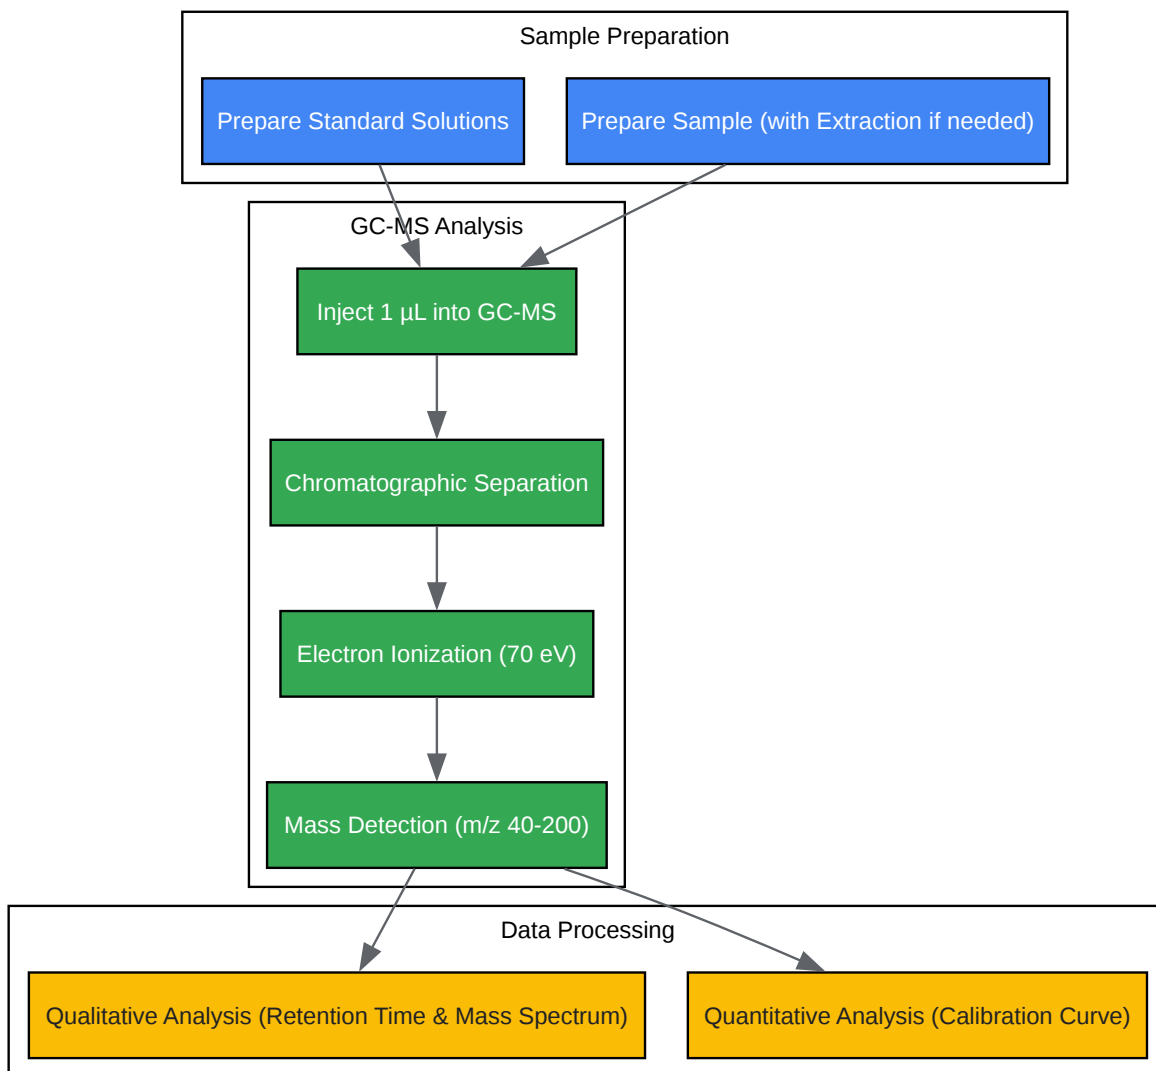 Sample Preparation
Prepare Standard Solutions
Prepare Sample (with Extraction if needed)
GC-MS Analysis
Inject 1 µL into GC-MS
Chromatographic Separation
Electron Ionization (70 eV)
Mass Detection (m/z 40-200)
Data Processing
Qualitative Analysis (Retention Time & Mass Spectrum)
Quantitative Analysis (Calibration Curve)